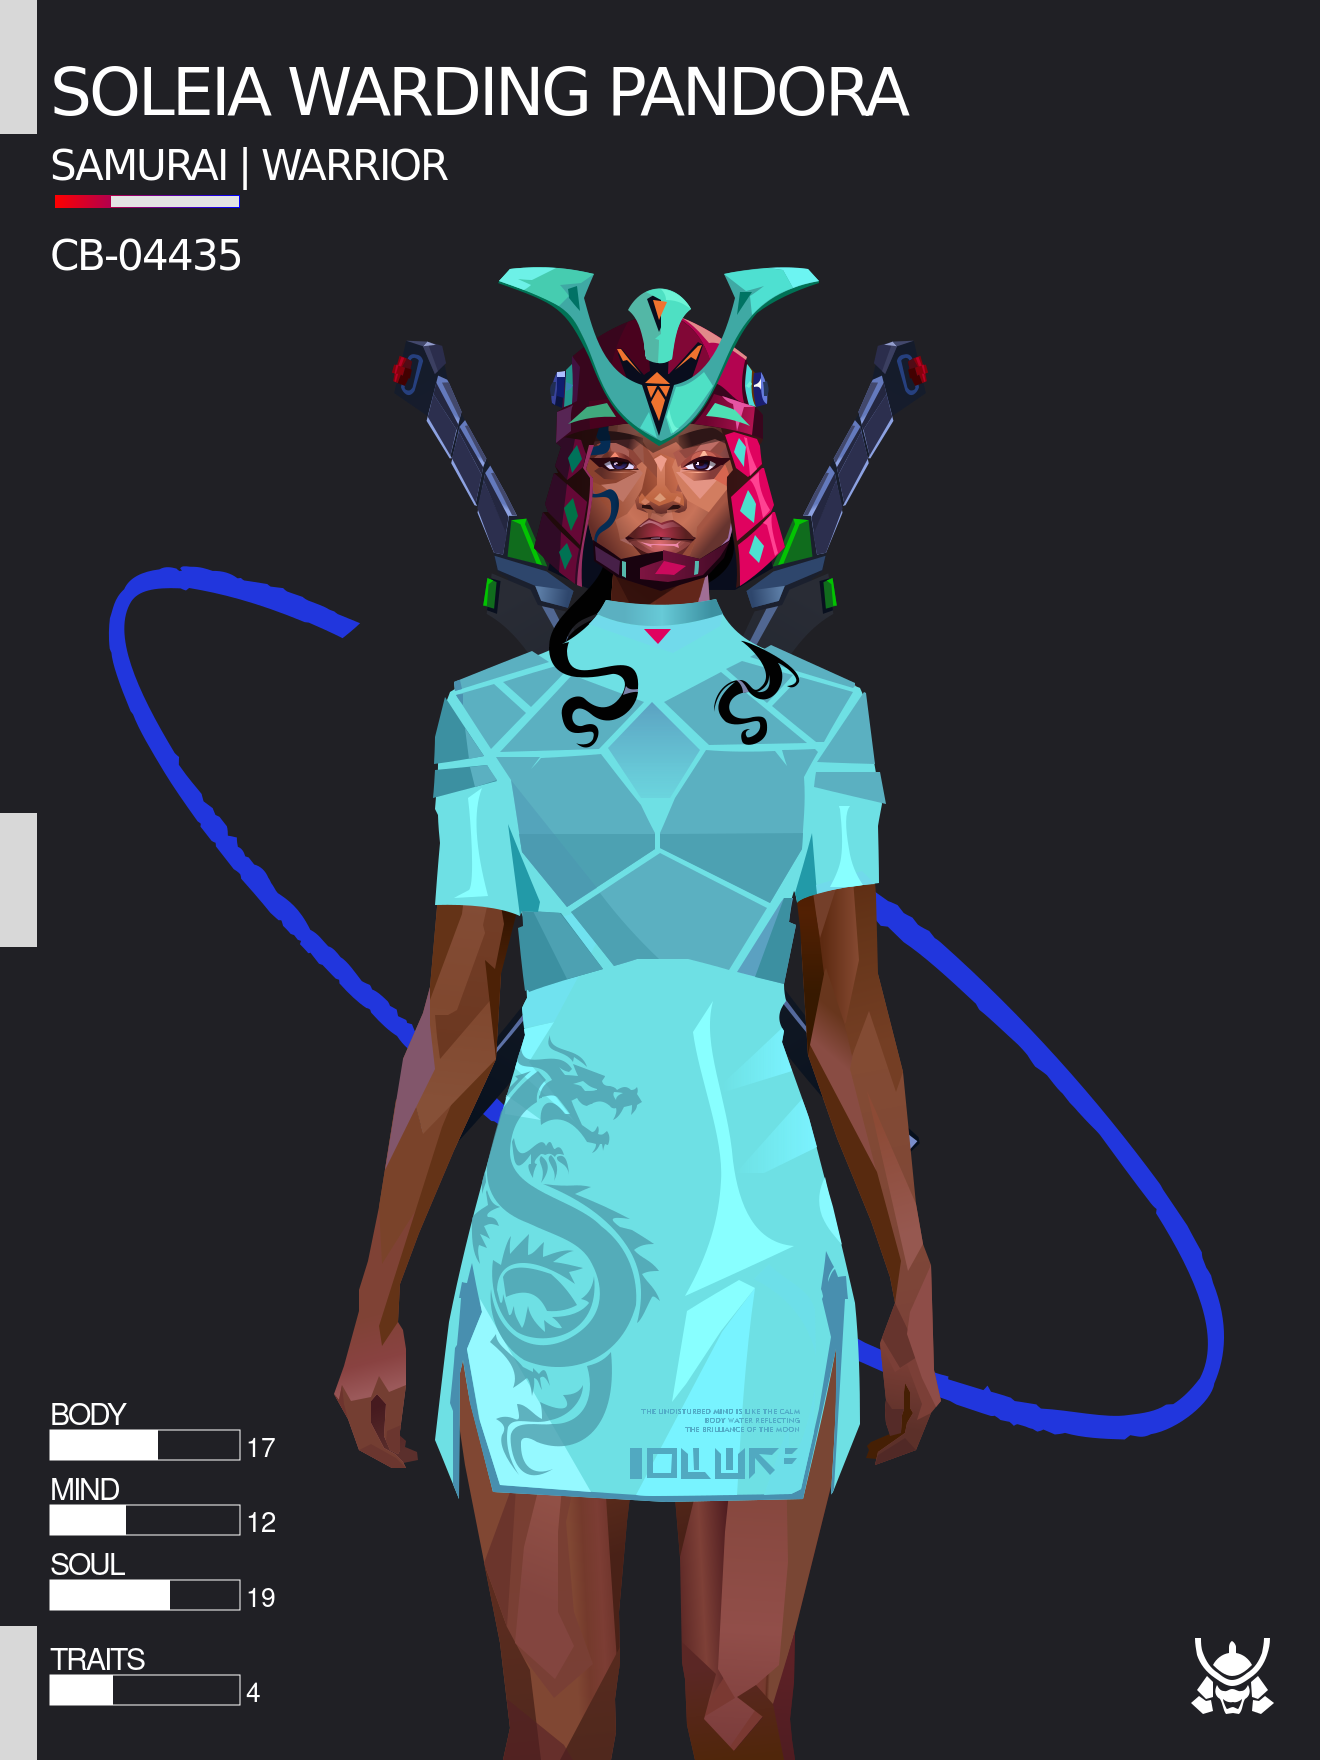 SOLEIA WARDING PANDORA
SAMURAI | WARRIOR
CB-04435
THE UNDISTURBED MIND IS LIKE THE CALM
BODY WATER REFLECTING
THE BRILLIANCE OF THE MOON
BODY
17
MIND
12
SOUL
19
TRAITS
4